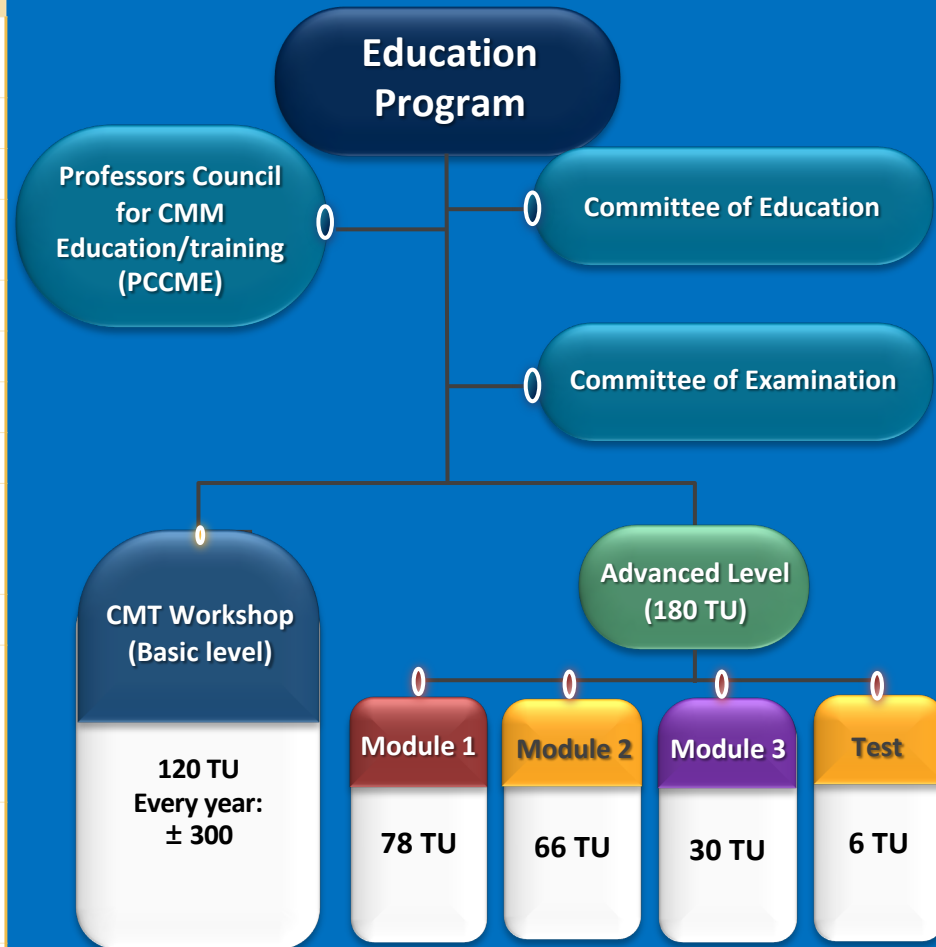 Education
Program
Professors Council
for CMM
Education/training
(PCCME)
Committee of Education
Committee of Examination
CMT Workshop
(Basic level)
120 TU
Every year:
± 300
Advanced Level
(180 TU)
Module 1
78 TU
Module 2
66 TU
Module 3
30 TU
Test
6 TU